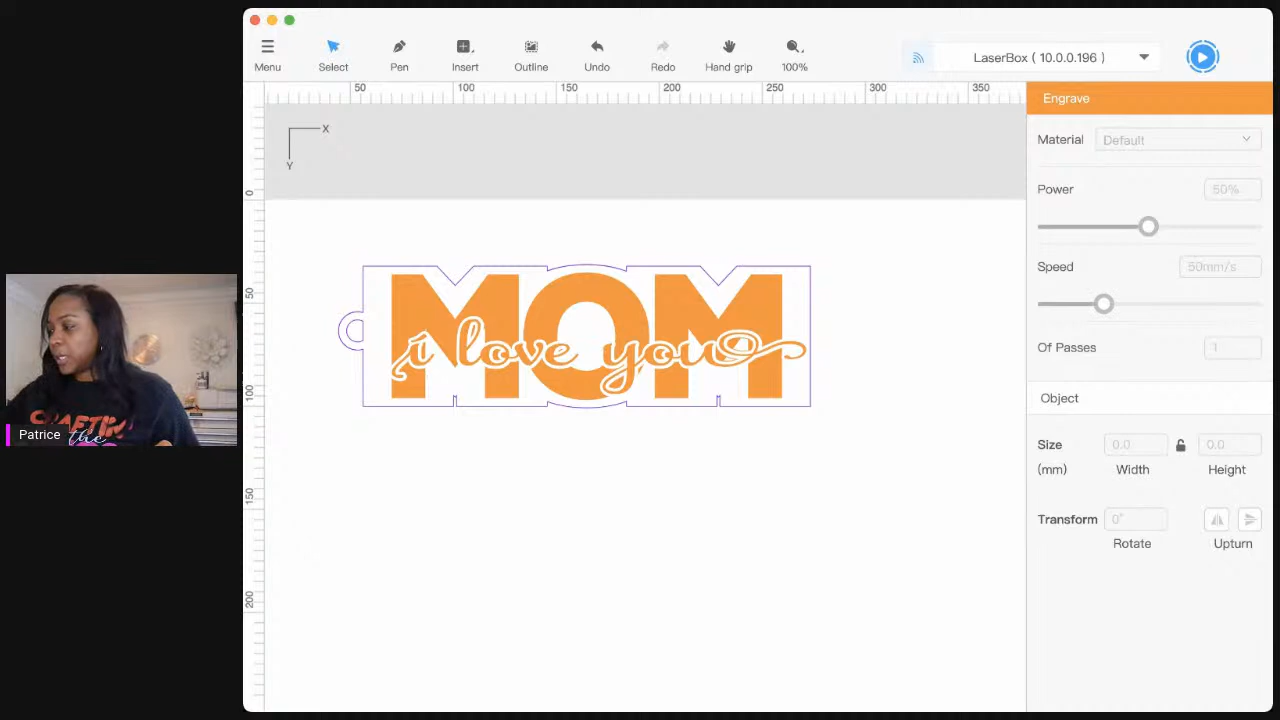 Menu
Select
Pen
Insert
Outline
Undo
Redo
Hand grip
100%
LaserBox ( 10.0.0.196 )
50 100 150 200 250 300 350
X
Y
0
50
100
150
200
MOM
i love you
Engrave
Material Default
Power 50%
Speed 50mm/s
Of Passes 1
Object
Size 0.0 0.0
(mm) Width Height
Transform 0°
Rotate Upturn
the
Patrice